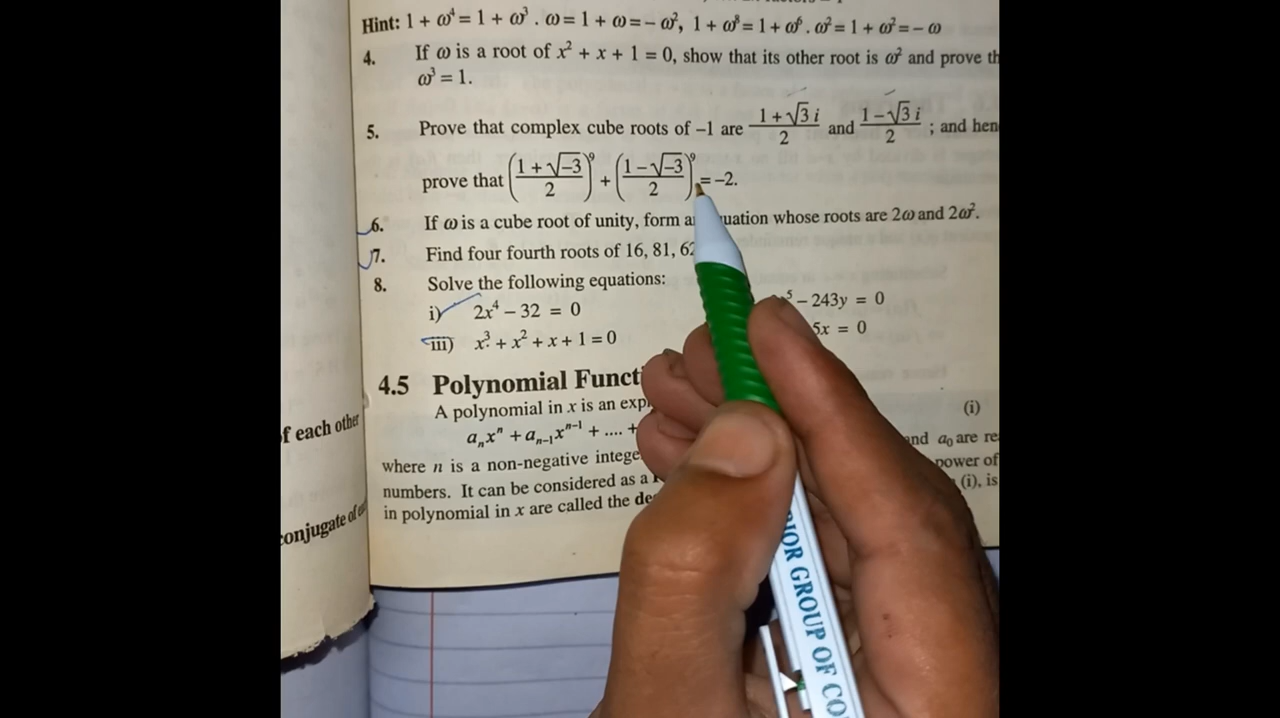 Hint: 1 + ω⁴ = 1 + ω³ . ω = 1 + ω = − ω², 1 + ω⁸ = 1 + ω⁶ . ω² = 1 + ω² = − ω
4. If ω is a root of x² + x + 1 = 0, show that its other root is ω² and prove th
ω³ = 1.
5. Prove that complex cube roots of −1 are (1 + √3 i)/2 and (1 − √3 i)/2 ; and hen
prove that ((1 + √−3)/2)⁹ + ((1 − √−3)/2)⁹ = −2.
6. If ω is a cube root of unity, form a uation whose roots are 2ω and 2ω².
7. Find four fourth roots of 16, 81, 6
8. Solve the following equations:
i) 2x⁴ − 32 = 0 ⁵ − 243y = 0
iii) x³ + x² + x + 1 = 0 5x = 0
4.5 Polynomial Funct
A polynomial in x is an exp
aₙxⁿ + aₙ₋₁xⁿ⁻¹ + .... + (i)
where n is a non-negative intege and a₀ are re
numbers. It can be considered as a power of
in polynomial in x are called the de (i), is
f each other
conjugate of
RIOR GROUP OF CO